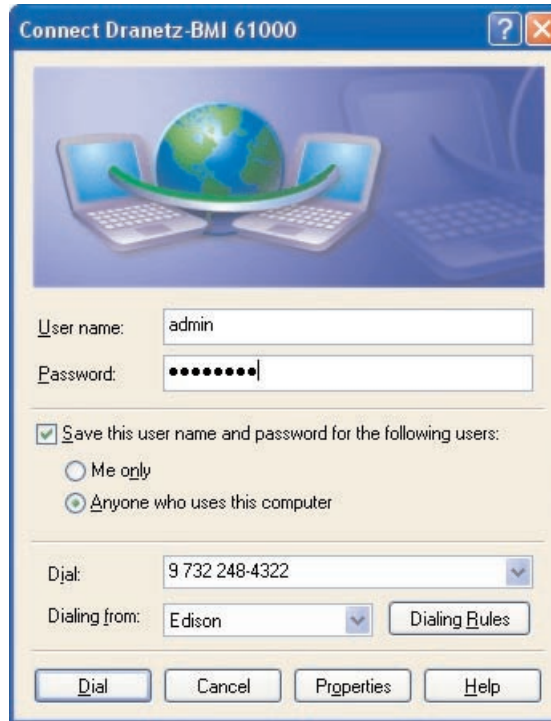 Connect Dranetz-BMI 61000
User name: admin
Password: ●●●●●●●●
Save this user name and password for the following users:
Me only
Anyone who uses this computer
Dial: 9 732 248-4322
Dialing from: Edison Dialing Rules
Dial Cancel Properties Help